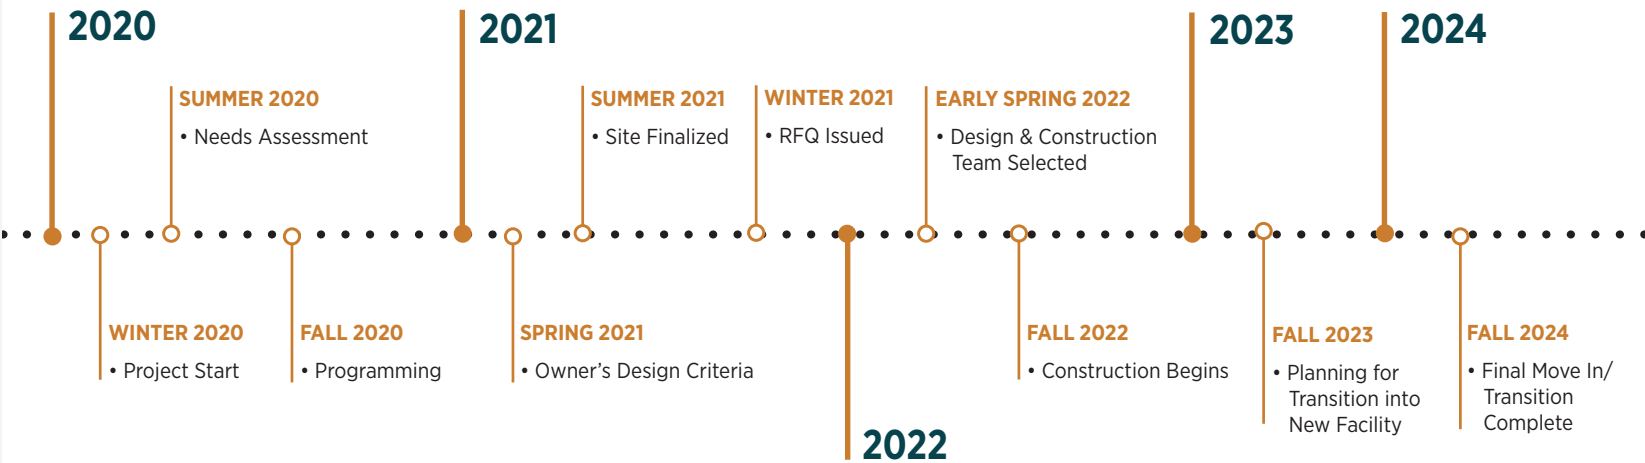 2020
WINTER 2020
• Project Start
SUMMER 2020
• Needs Assessment
FALL 2020
• Programming
2021
SPRING 2021
• Owner’s Design Criteria
SUMMER 2021
• Site Finalized
WINTER 2021
• RFQ Issued
2022
EARLY SPRING 2022
• Design & Construction
Team Selected
FALL 2022
• Construction Begins
2023
FALL 2023
• Planning for
Transition into
New Facility
2024
FALL 2024
• Final Move In/
Transition
Complete